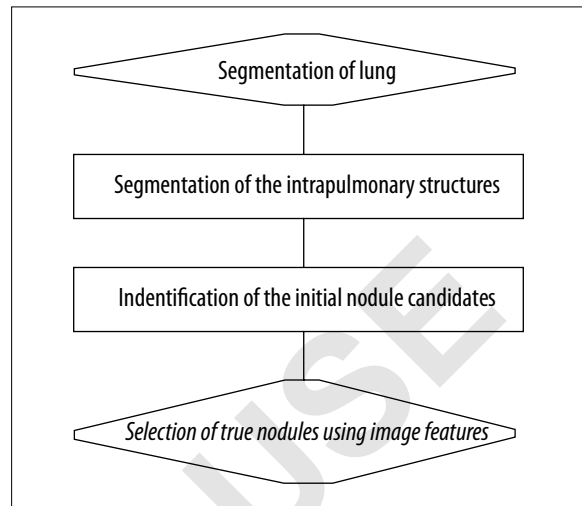 Segmentation of lung
Segmentation of the intrapulmonary structures
Indentification of the initial nodule candidates
Selection of true nodules using image features
USE